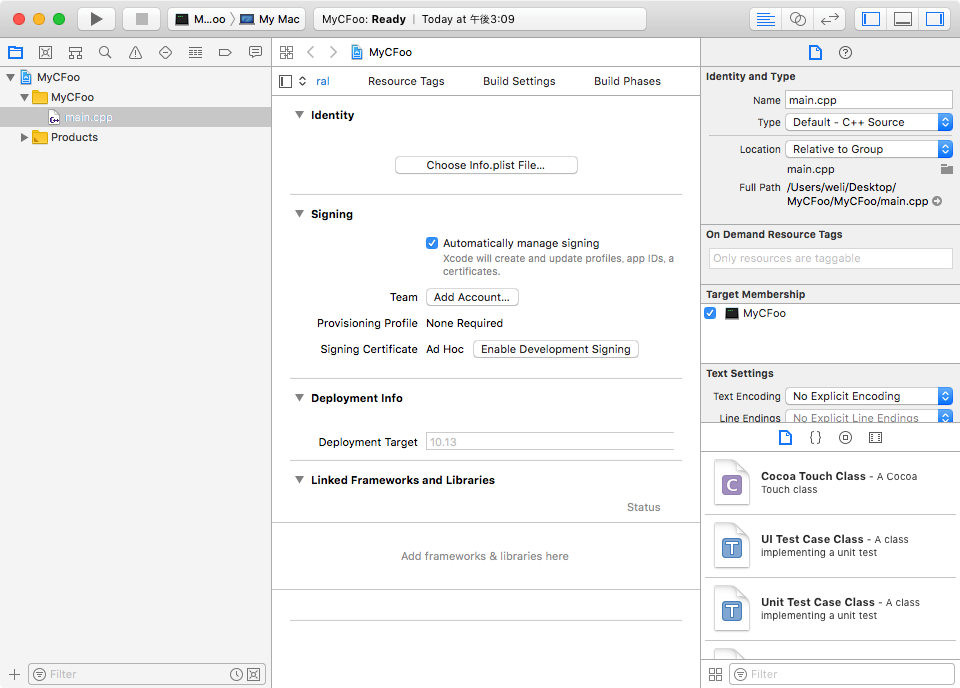 M...oo
My Mac
MyCFoo: Ready | Today at 午後3:09
MyCFoo
MyCFoo
main.cpp
Products
Filter
MyCFoo
ral
Resource Tags
Build Settings
Build Phases
Identity
Choose Info.plist File...
Signing
Automatically manage signing
Xcode will create and update profiles, app IDs, a
certificates.
Team
Add Account...
Provisioning Profile
None Required
Signing Certificate
Ad Hoc
Enable Development Signing
Deployment Info
Deployment Target
10.13
Linked Frameworks and Libraries
Status
Add frameworks & libraries here
Identity and Type
Name
main.cpp
Type
Default - C++ Source
Location
Relative to Group
main.cpp
Full Path
/Users/weli/Desktop/
MyCFoo/MyCFoo/main.cpp
On Demand Resource Tags
Only resources are taggable
Target Membership
MyCFoo
Text Settings
Text Encoding
No Explicit Encoding
Line Endings
No Explicit Line Endings
{}
C
Cocoa Touch Class - A Cocoa
Touch class
T
UI Test Case Class - A class
implementing a unit test
T
Unit Test Case Class - A class
implementing a unit test
Filter